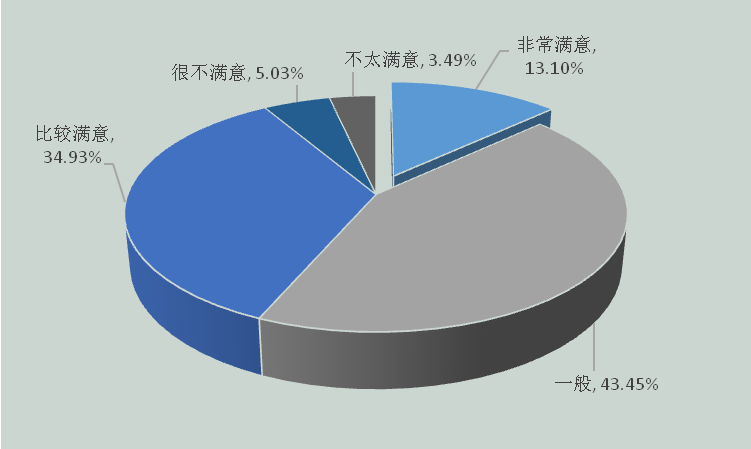 非常满意,
13.10%
不太满意, 3.49%
很不满意, 5.03%
比较满意,
34.93%
一般, 43.45%